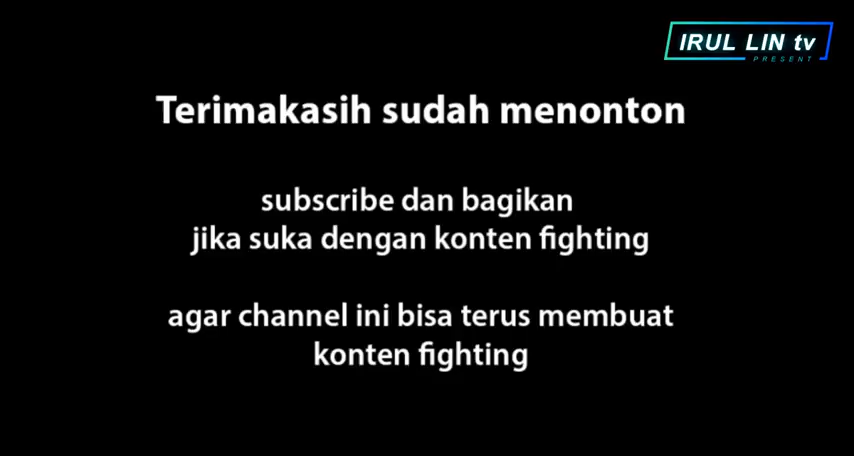 IRUL LIN tv
PRESENT
Terimakasih sudah menonton
subscribe dan bagikan
jika suka dengan konten fighting
agar channel ini bisa terus membuat
konten fighting